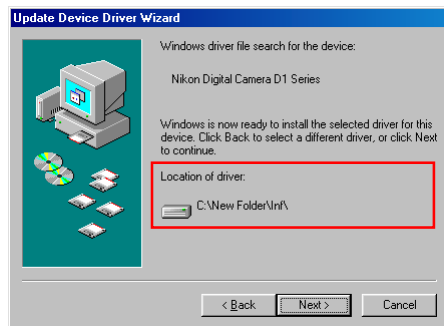 Update Device Driver Wizard
Windows driver file search for the device:
Nikon Digital Camera D1 Series
Windows is now ready to install the selected driver for this
device. Click Back to select a different driver, or click Next
to continue.
Location of driver:
C:\New Folder\Inf\
< Back
Next >
Cancel